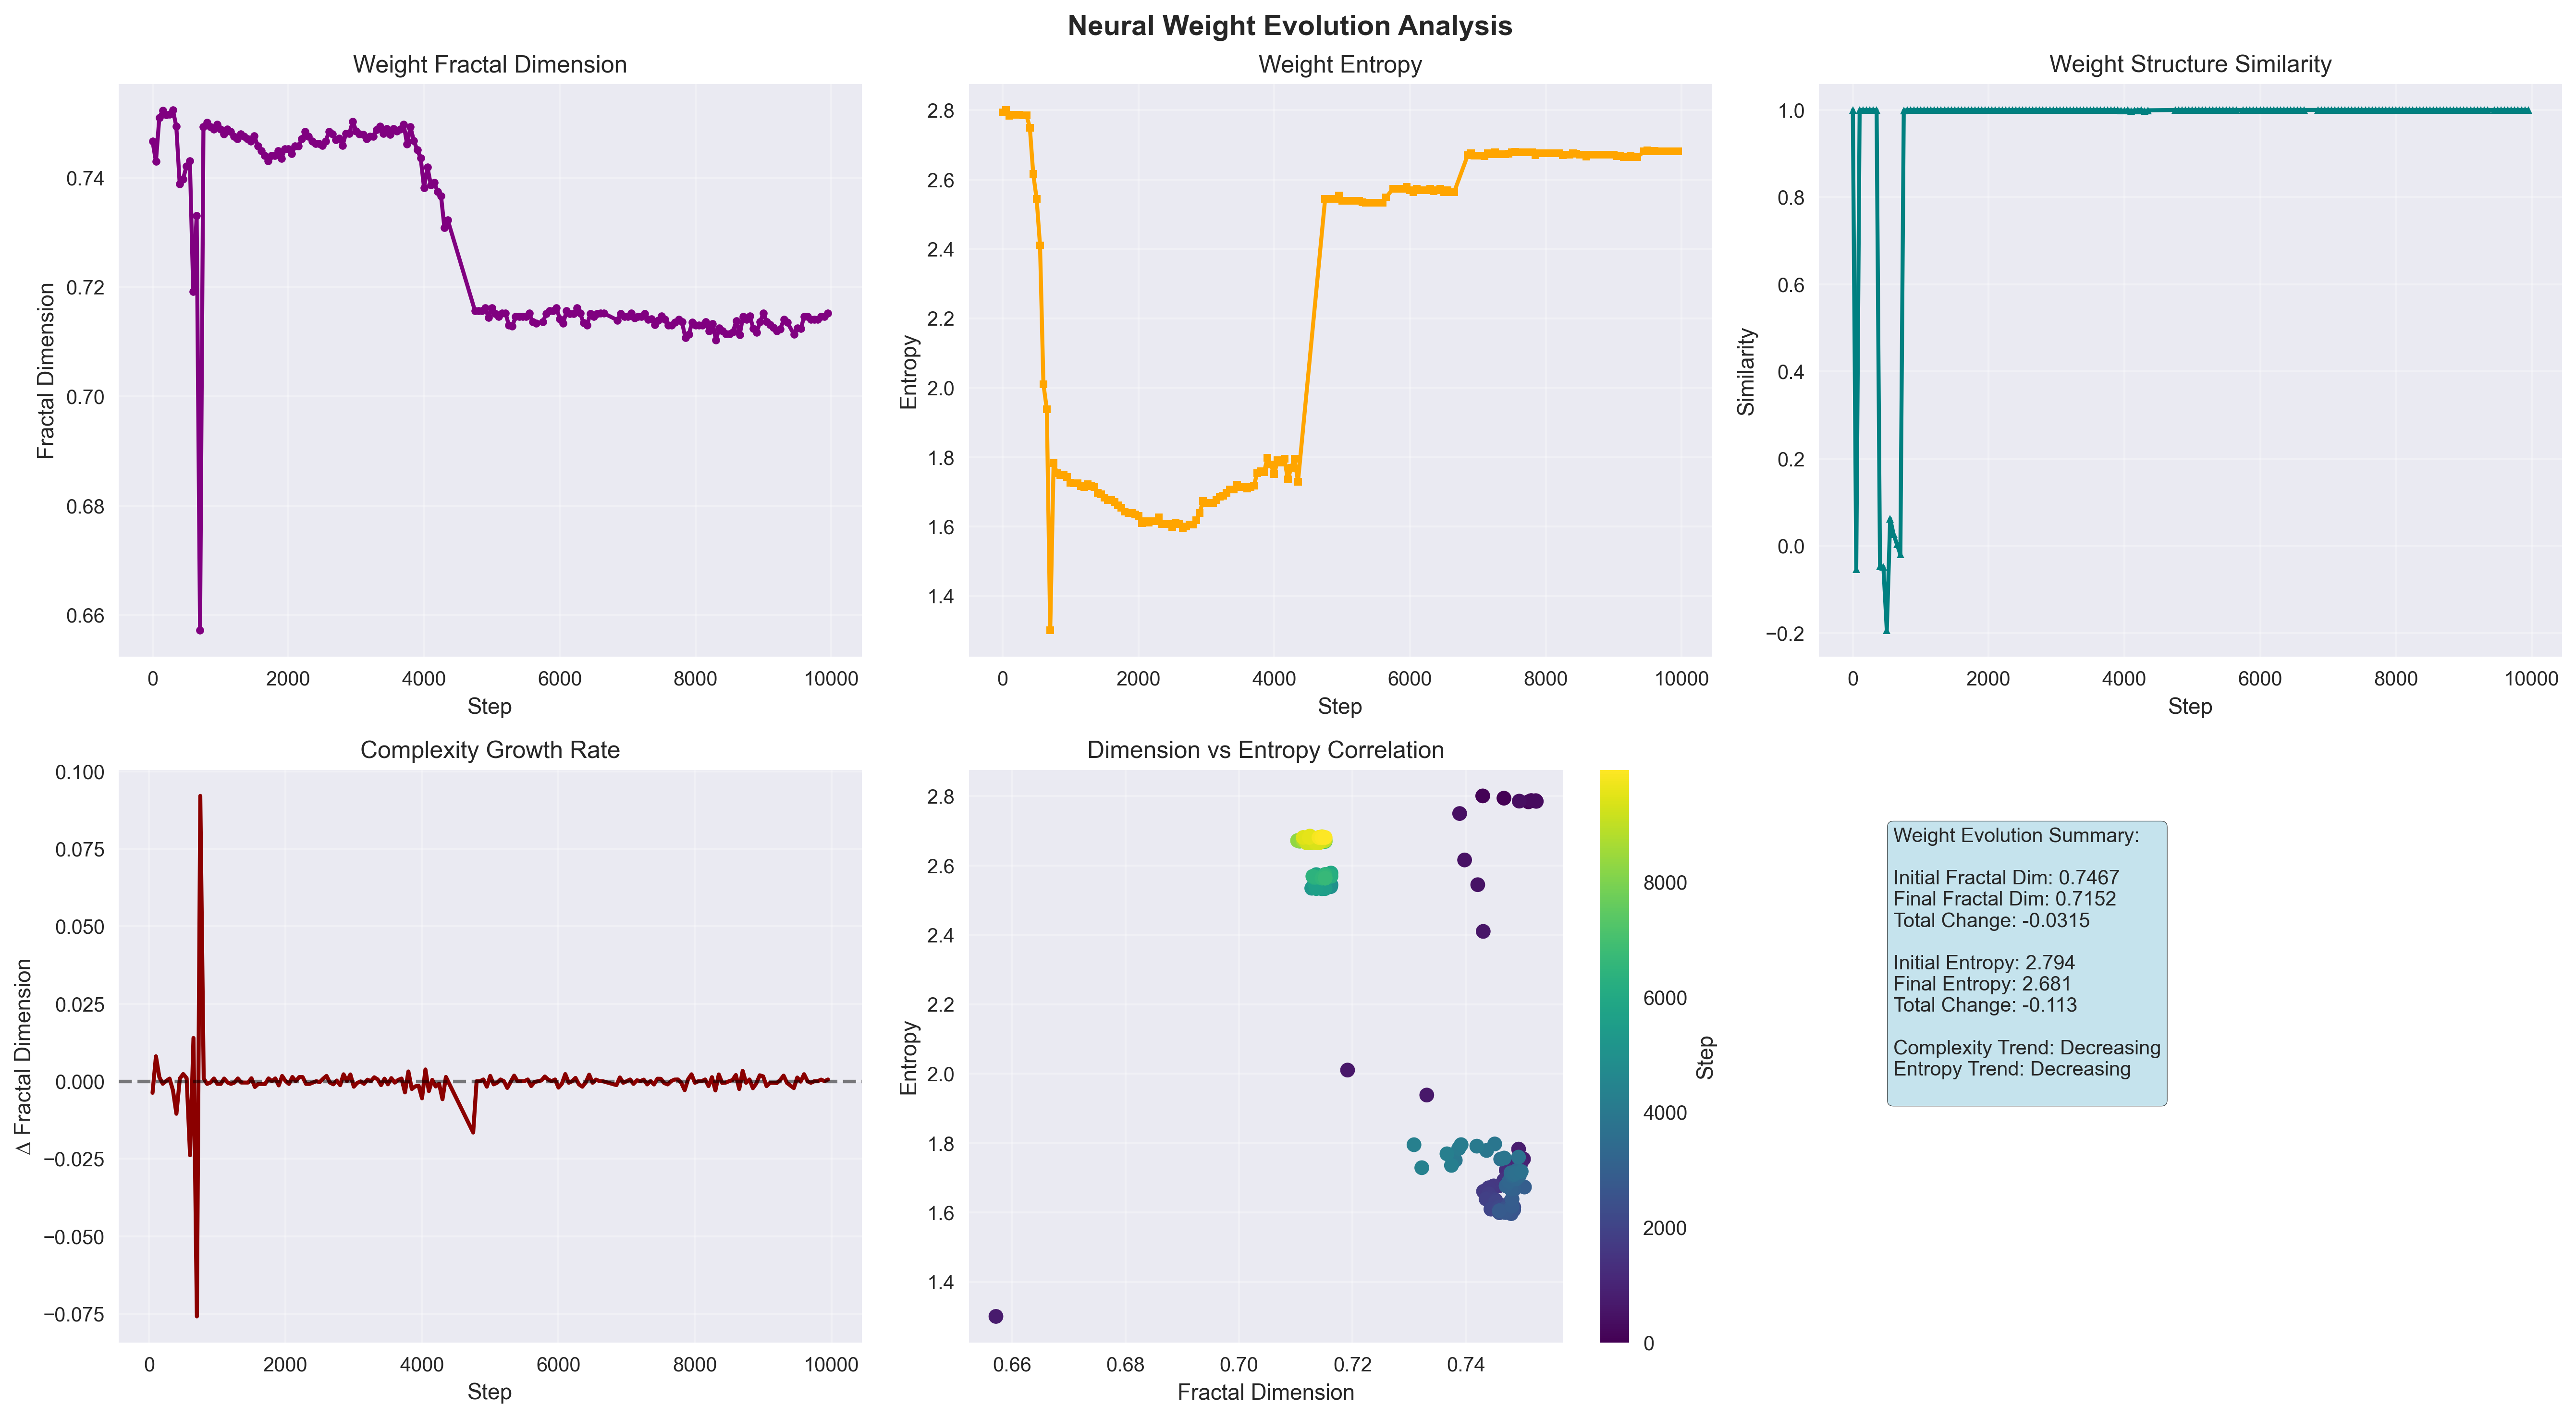 Neural Weight Evolution Analysis
Weight Fractal Dimension
Fractal Dimension
0.74
0.72
0.70
0.68
0.66
0
2000
4000
6000
8000
10000
Step
Weight Entropy
Entropy
2.8
2.6
2.4
2.2
2.0
1.8
1.6
1.4
0
2000
4000
6000
8000
10000
Step
Weight Structure Similarity
Similarity
1.0
0.8
0.6
0.4
0.2
0.0
−0.2
0
2000
4000
6000
8000
10000
Step
Complexity Growth Rate
Δ Fractal Dimension
0.100
0.075
0.050
0.025
0.000
−0.025
−0.050
−0.075
0
2000
4000
6000
8000
10000
Step
Dimension vs Entropy Correlation
Entropy
2.8
2.6
2.4
2.2
2.0
1.8
1.6
1.4
0.66
0.68
0.70
0.72
0.74
Fractal Dimension
8000
6000
4000
2000
0
Step
Weight Evolution Summary:
Initial Fractal Dim: 0.7467
Final Fractal Dim: 0.7152
Total Change: -0.0315
Initial Entropy: 2.794
Final Entropy: 2.681
Total Change: -0.113
Complexity Trend: Decreasing
Entropy Trend: Decreasing